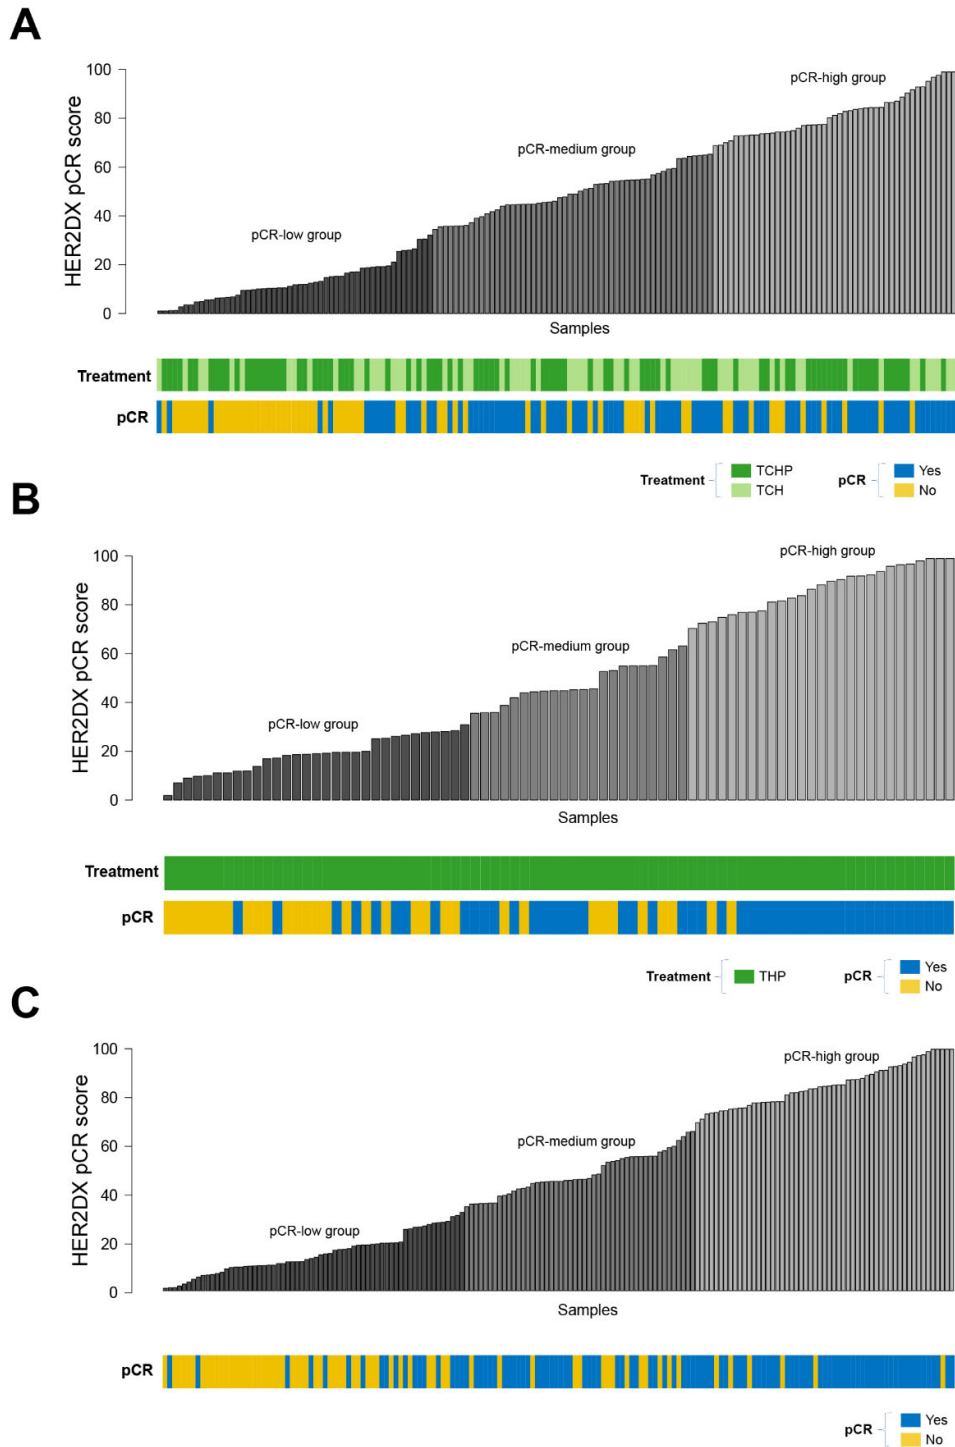 A
HER2DX pCR score
100
80
60
40
20
0
pCR-low group
pCR-medium group
pCR-high group
Samples
Treatment
pCR
Treatment
TCHP
TCH
pCR
Yes
No
B
HER2DX pCR score
100
80
60
40
20
0
pCR-low group
pCR-medium group
pCR-high group
Samples
Treatment
pCR
Treatment
THP
pCR
Yes
No
C
HER2DX pCR score
100
80
60
40
20
0
pCR-low group
pCR-medium group
pCR-high group
Samples
pCR
pCR
Yes
No